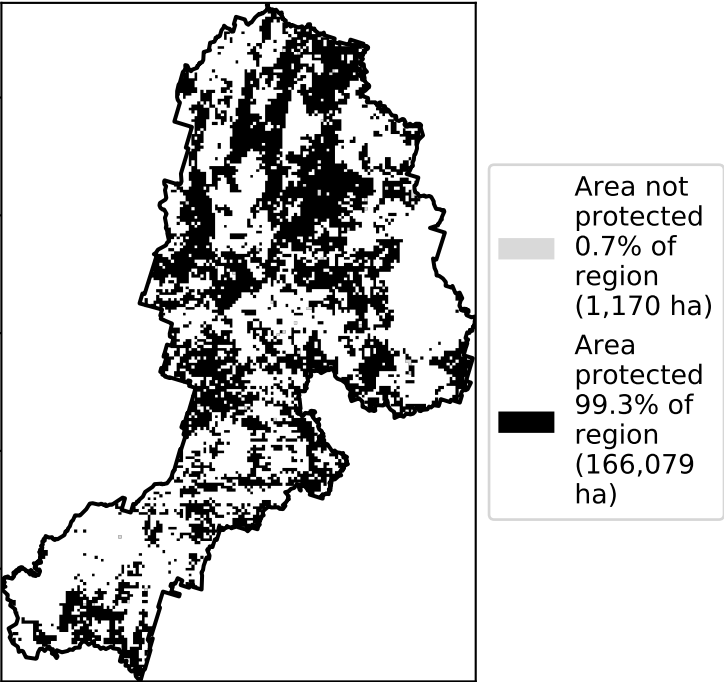 Area not
protected
0.7% of
region
(1,170 ha)
Area
protected
99.3% of
region
(166,079
ha)